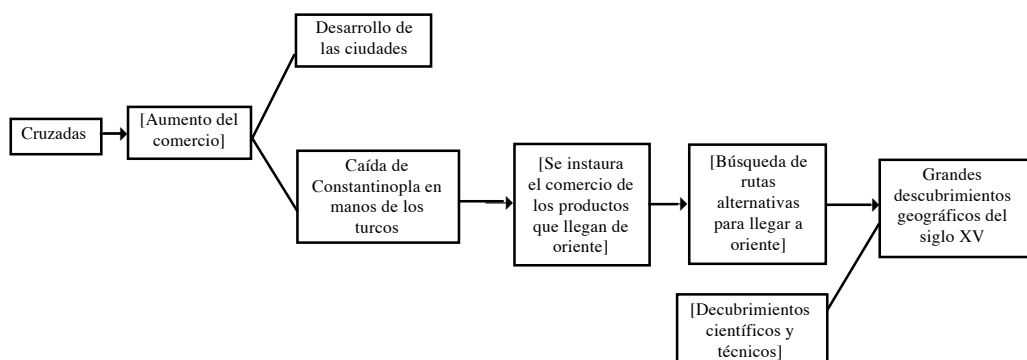 Desarrollo de
las ciudades
Cruzadas
[Aumento del
comercio]
Caída de
Constantinopla en
manos de los
turcos
[Se instaura
el comercio de
los productos
que llegan de
oriente]
[Búsqueda de
rutas
alternativas
para llegar a
oriente]
Grandes
descubrimientos
geográficos del
siglo XV
[Decubrimientos
científicos y
técnicos]